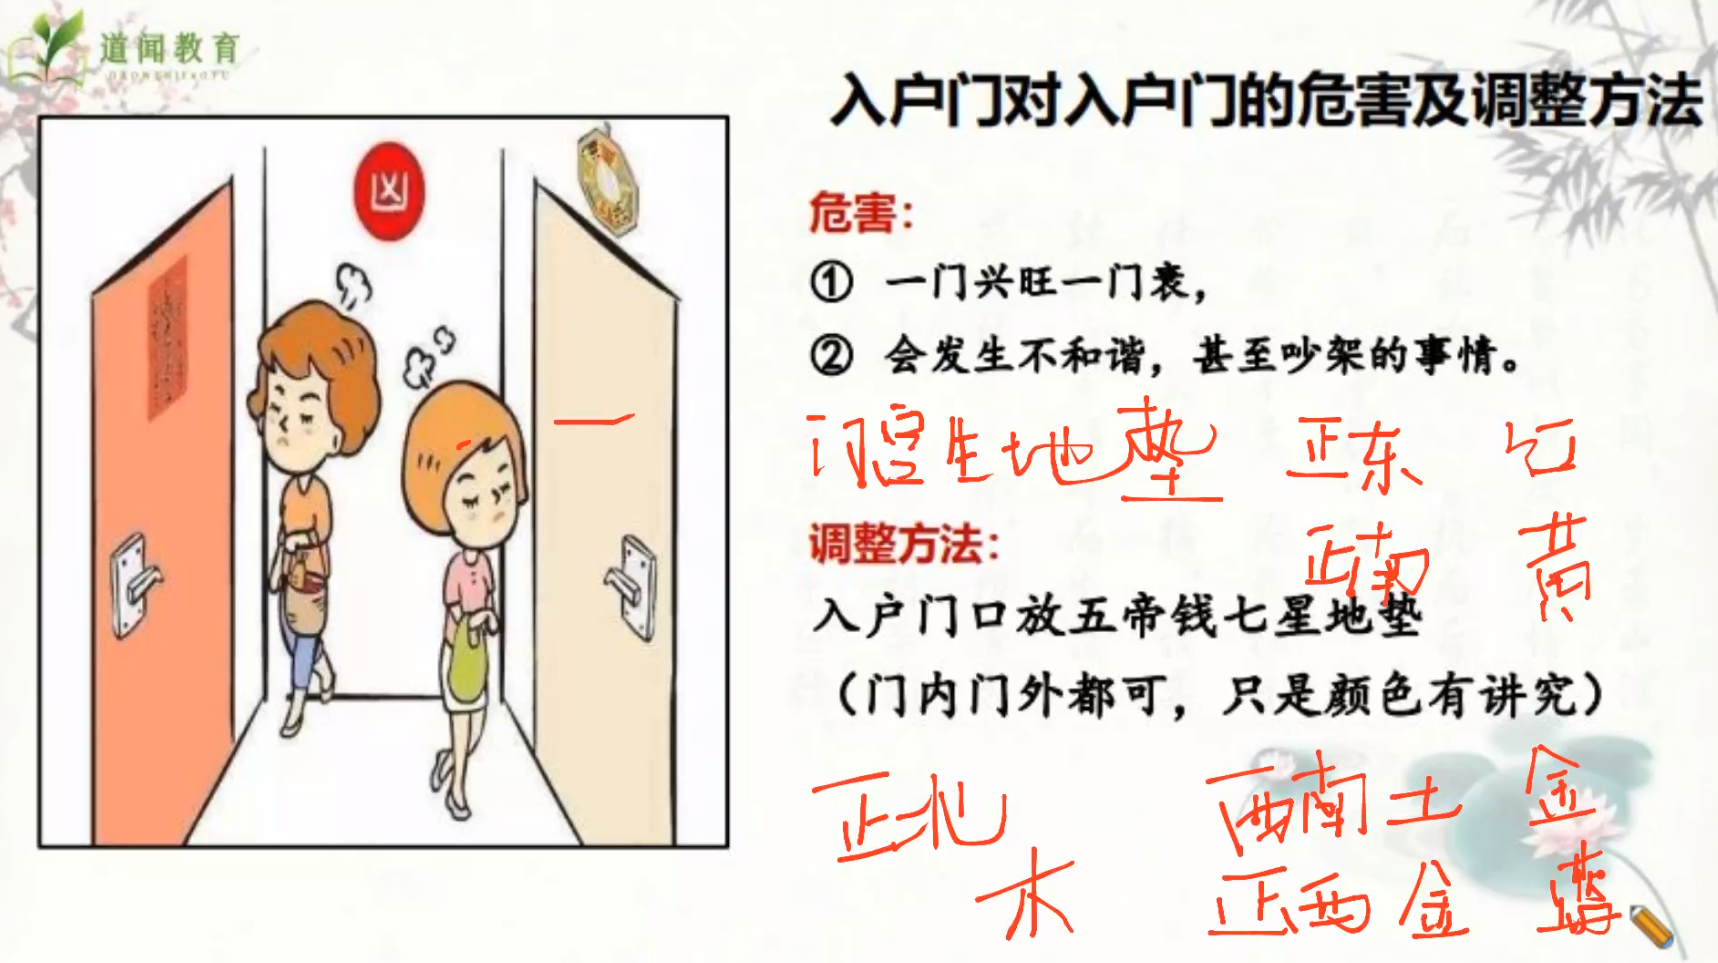 道闻教育
入户门对入户门的危害及调整方法
凶
危害：
① 一门兴旺一门衰，
② 会发生不和谐，甚至吵架的事情。
门宫生地垫 正东 红
调整方法：
正南 黄
入户门口放五帝钱七星地垫
（门内门外都可，只是颜色有讲究）
正北 西南土 金
木 正西金 蓝